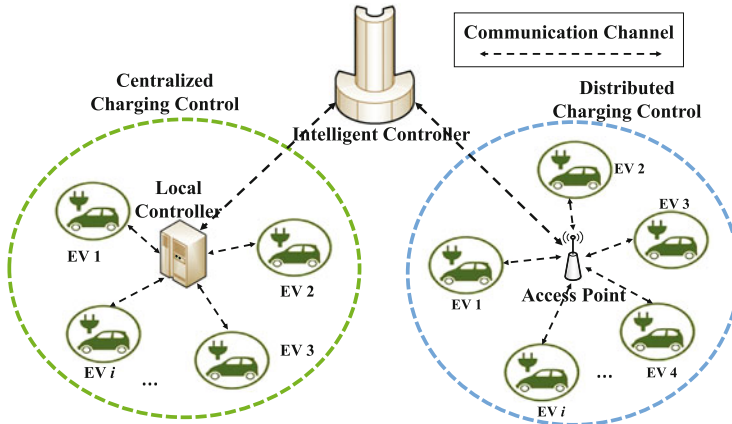 Communication Channel
Centralized
Charging Control
Distributed
Charging Control
Intelligent Controller
Local
Controller
EV 1
EV 2
EV i
...
EV 3
EV 2
EV 3
EV 1
Access Point
EV i
...
EV 4